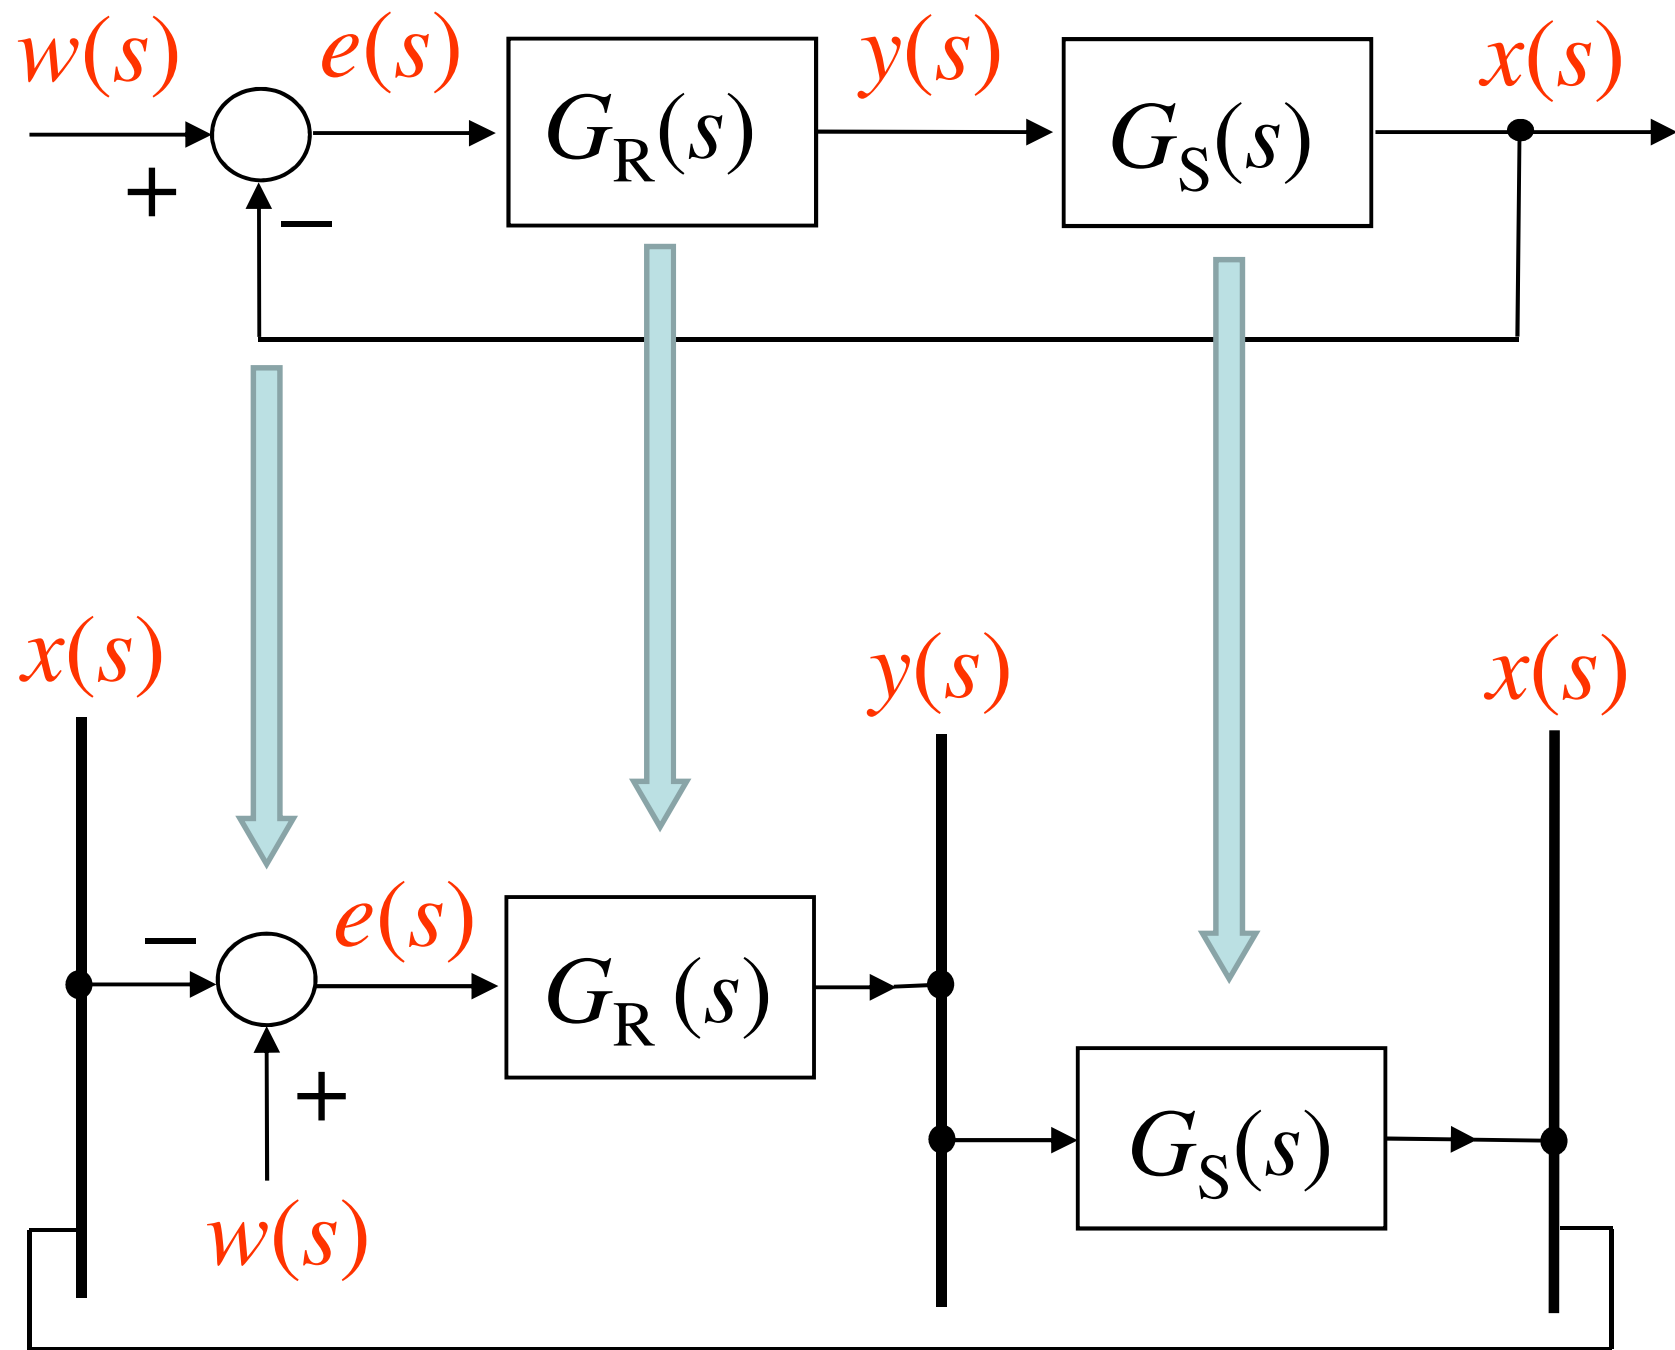 w(s) e(s) y(s) x(s)
G_R(s) G_S(s)
+ −
x(s) y(s) x(s)
− e(s)
G_R (s)
+ G_S(s)
w(s)